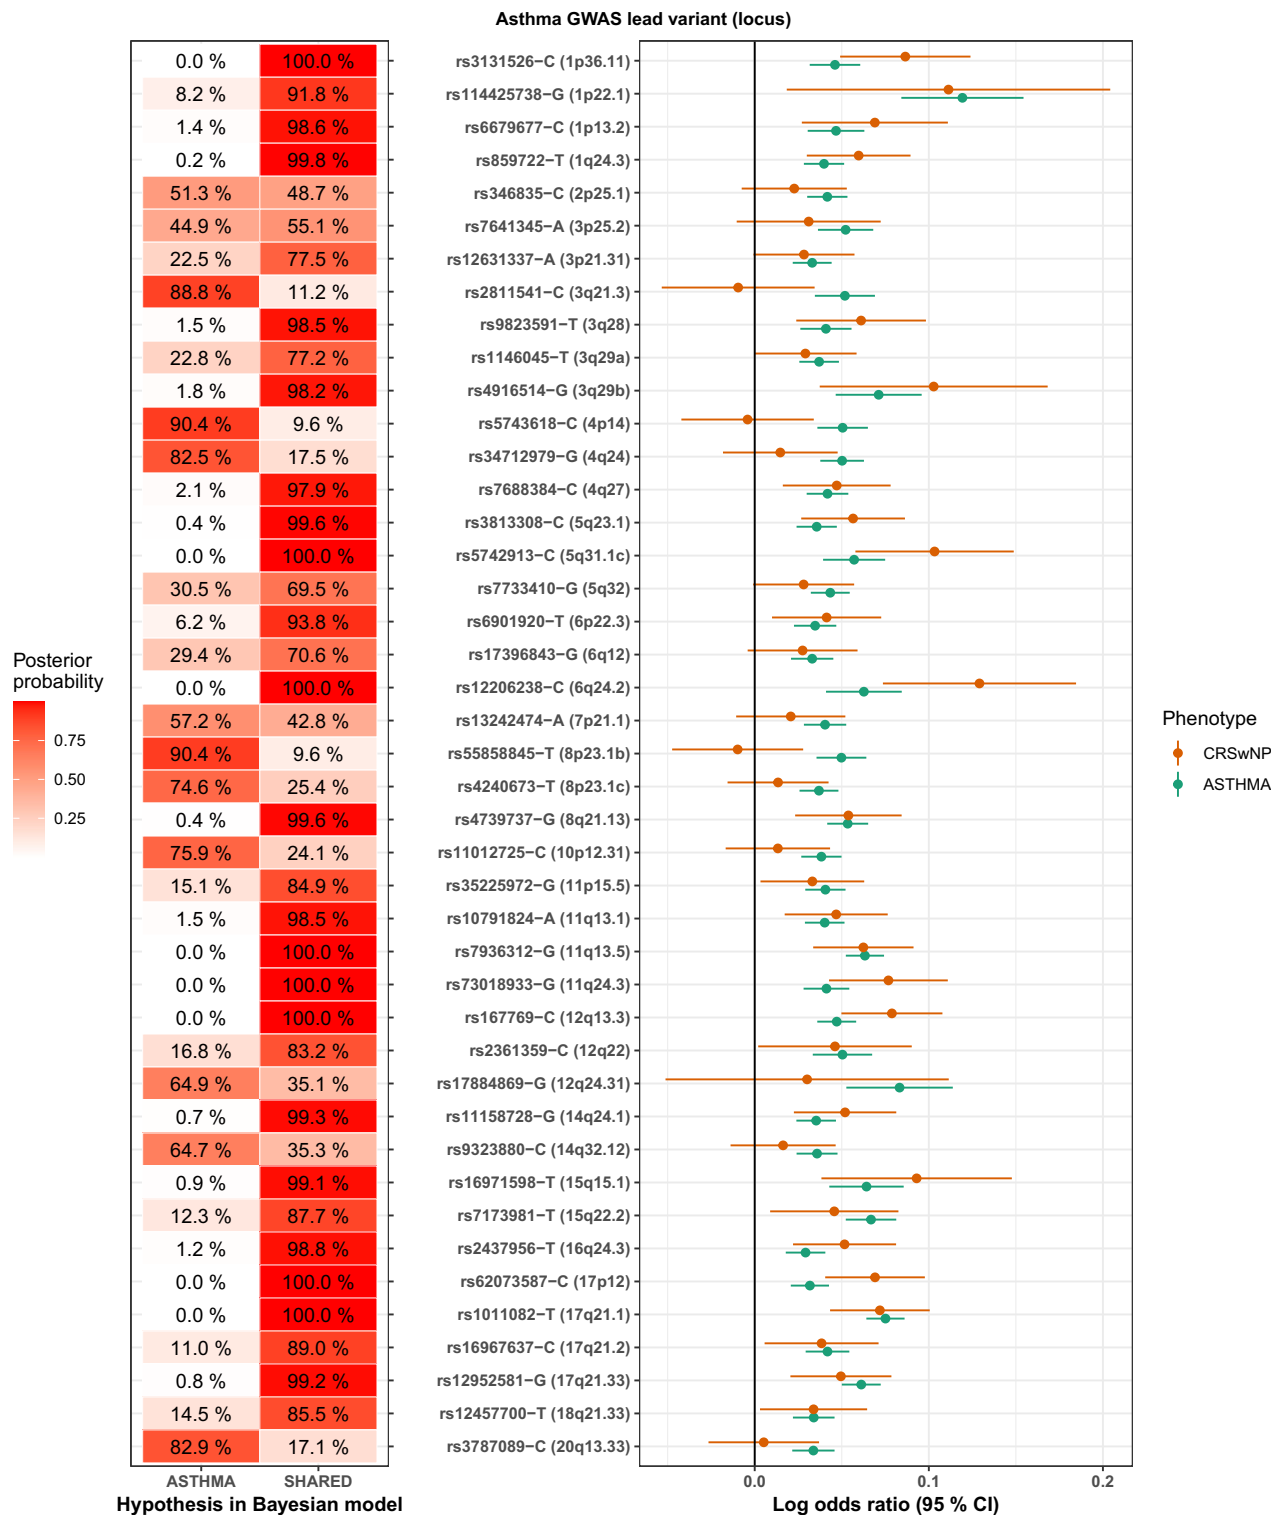 Asthma GWAS lead variant (locus)
0.0 % 100.0 % rs3131526−C (1p36.11)
8.2 % 91.8 % rs114425738−G (1p22.1)
1.4 % 98.6 % rs6679677−C (1p13.2)
0.2 % 99.8 % rs859722−T (1q24.3)
51.3 % 48.7 % rs346835−C (2p25.1)
44.9 % 55.1 % rs7641345−A (3p25.2)
22.5 % 77.5 % rs12631337−A (3p21.31)
88.8 % 11.2 % rs2811541−C (3q21.3)
1.5 % 98.5 % rs9823591−T (3q28)
22.8 % 77.2 % rs1146045−T (3q29a)
1.8 % 98.2 % rs4916514−G (3q29b)
90.4 % 9.6 % rs5743618−C (4p14)
82.5 % 17.5 % rs34712979−G (4q24)
2.1 % 97.9 % rs7688384−C (4q27)
0.4 % 99.6 % rs3813308−C (5q23.1)
0.0 % 100.0 % rs5742913−C (5q31.1c)
30.5 % 69.5 % rs7733410−G (5q32)
6.2 % 93.8 % rs6901920−T (6p22.3)
29.4 % 70.6 % rs17396843−G (6q12)
0.0 % 100.0 % rs12206238−C (6q24.2)
57.2 % 42.8 % rs13242474−A (7p21.1)
90.4 % 9.6 % rs55858845−T (8p23.1b)
74.6 % 25.4 % rs4240673−T (8p23.1c)
0.4 % 99.6 % rs4739737−G (8q21.13)
75.9 % 24.1 % rs11012725−C (10p12.31)
15.1 % 84.9 % rs35225972−G (11p15.5)
1.5 % 98.5 % rs10791824−A (11q13.1)
0.0 % 100.0 % rs7936312−G (11q13.5)
0.0 % 100.0 % rs73018933−G (11q24.3)
0.0 % 100.0 % rs167769−C (12q13.3)
16.8 % 83.2 % rs2361359−C (12q22)
64.9 % 35.1 % rs17884869−G (12q24.31)
0.7 % 99.3 % rs11158728−G (14q24.1)
64.7 % 35.3 % rs9323880−C (14q32.12)
0.9 % 99.1 % rs16971598−T (15q15.1)
12.3 % 87.7 % rs7173981−T (15q22.2)
1.2 % 98.8 % rs2437956−T (16q24.3)
0.0 % 100.0 % rs62073587−C (17p12)
0.0 % 100.0 % rs1011082−T (17q21.1)
11.0 % 89.0 % rs16967637−C (17q21.2)
0.8 % 99.2 % rs12952581−G (17q21.33)
14.5 % 85.5 % rs12457700−T (18q21.33)
82.9 % 17.1 % rs3787089−C (20q13.33)
ASTHMA SHARED
Hypothesis in Bayesian model
0.0 0.1 0.2
Log odds ratio (95 % CI)
Posterior
probability
0.75
0.50
0.25
Phenotype
CRSwNP
ASTHMA